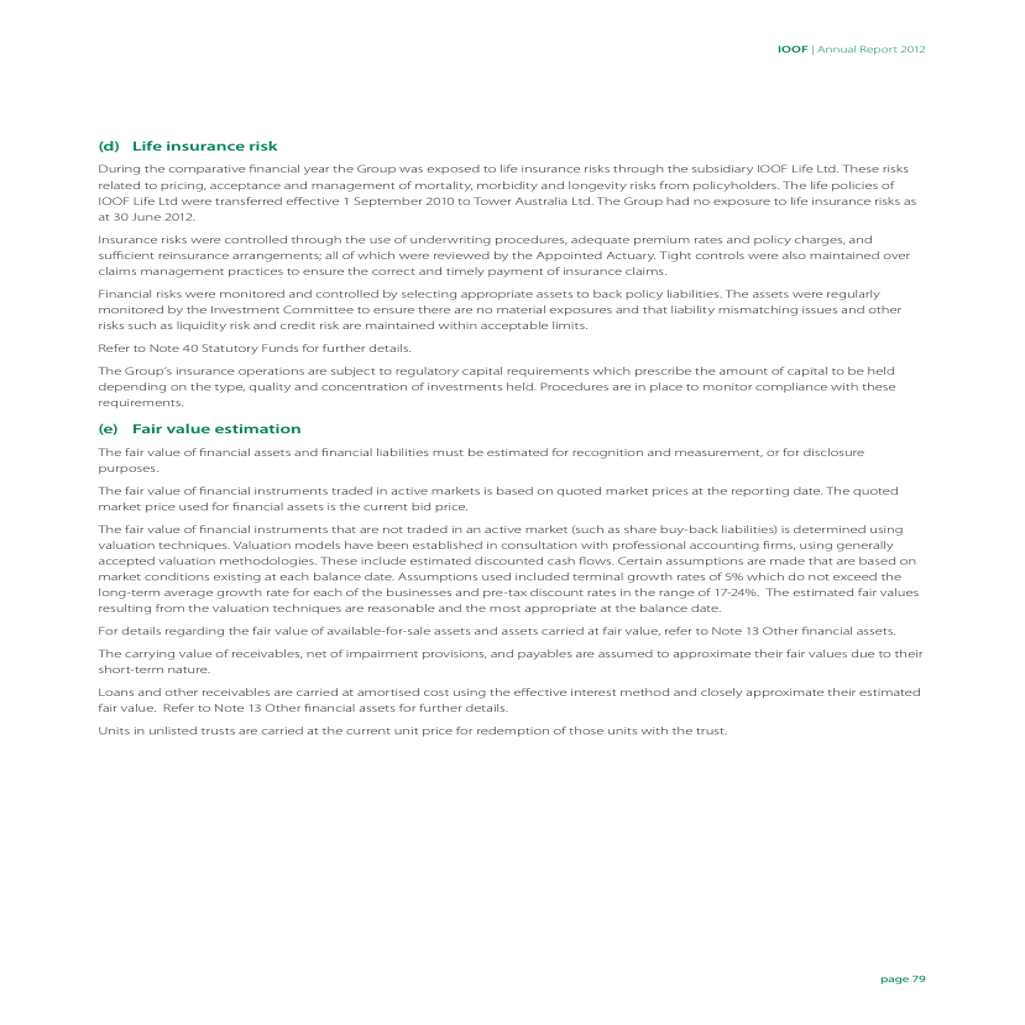 IOOF | Annual Report 2012
(d) Life insurance risk
During the comparative financial year the Group was exposed to life insurance risks through the subsidiary IOOF Life Ltd. These risks
related to pricing, acceptance and management of mortality, morbidity and longevity risks from policyholders. The life policies of
IOOF Life Ltd were transferred effective 1 September 2010 to Tower Australia Ltd. The Group had no exposure to life insurance risks as
at 30 June 2012.
Insurance risks were controlled through the use of underwriting procedures, adequate premium rates and policy charges, and
sufficient reinsurance arrangements; all of which were reviewed by the Appointed Actuary. Tight controls were also maintained over
claims management practices to ensure the correct and timely payment of insurance claims.
Financial risks were monitored and controlled by selecting appropriate assets to back policy liabilities. The assets were regularly
monitored by the Investment Committee to ensure there are no material exposures and that liability mismatching issues and other
risks such as liquidity risk and credit risk are maintained within acceptable limits.
Refer to Note 40 Statutory Funds for further details.
The Group's insurance operations are subject to regulatory capital requirements which prescribe the amount of capital to be held
depending on the type, quality and concentration of investments held. Procedures are in place to monitor compliance with these
requirements.
(e) Fair value estimation
The fair value of financial assets and financial liabilities must be estimated for recognition and measurement, or for disclosure
purposes.
The fair value of financial instruments traded in active markets is based on quoted market prices at the reporting date. The quoted
market price used for financial assets is the current bid price.
The fair value of financial instruments that are not traded in an active market (such as share buy-back liabilities) is determined using
valuation techniques. Valuation models have been established in consultation with professional accounting firms, using generally
accepted valuation methodologies. These include estimated discounted cash flows. Certain assumptions are made that are based on
market conditions existing at each balance date. Assumptions used included terminal growth rates of 5% which do not exceed the
long-term average growth rate for each of the businesses and pre-tax discount rates in the range of 17-24%. The estimated fair values
resulting from the valuation techniques are reasonable and the most appropriate at the balance date.
For details regarding the fair value of available-for-sale assets and assets carried at fair value, refer to Note 13 Other financial assets.
The carrying value of receivables, net of impairment provisions, and payables are assumed to approximate their fair values due to their
short-term nature.
Loans and other receivables are carried at amortised cost using the effective interest method and closely approximate their estimated
fair value. Refer to Note 13 Other financial assets for further details.
Units in unlisted trusts are carried at the current unit price for redemption of those units with the trust.
page 79